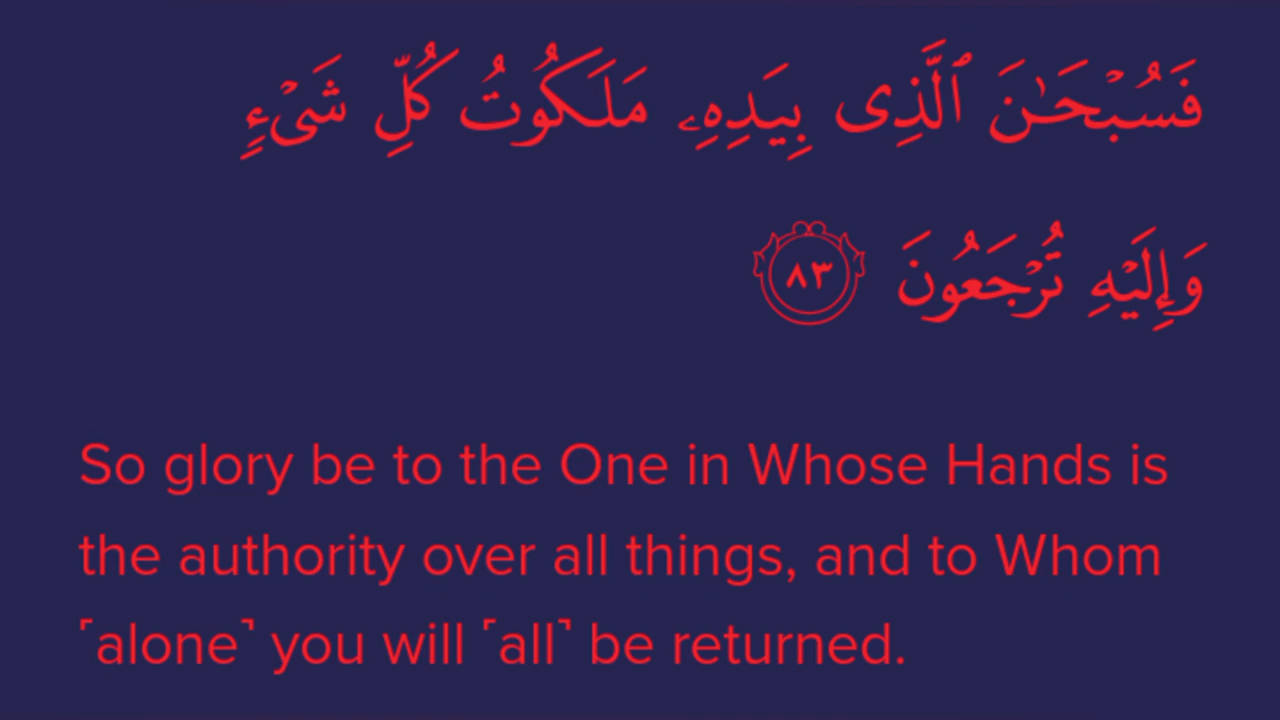 فَسُبْحَـٰنَ ٱلَّذِى بِيَدِهِۦ مَلَكُوتُ كُلِّ شَىْءٍ
وَإِلَيْهِ تُرْجَعُونَ ٨٣
So glory be to the One in Whose Hands is
the authority over all things, and to Whom
˹alone˺ you will ˹all˺ be returned.